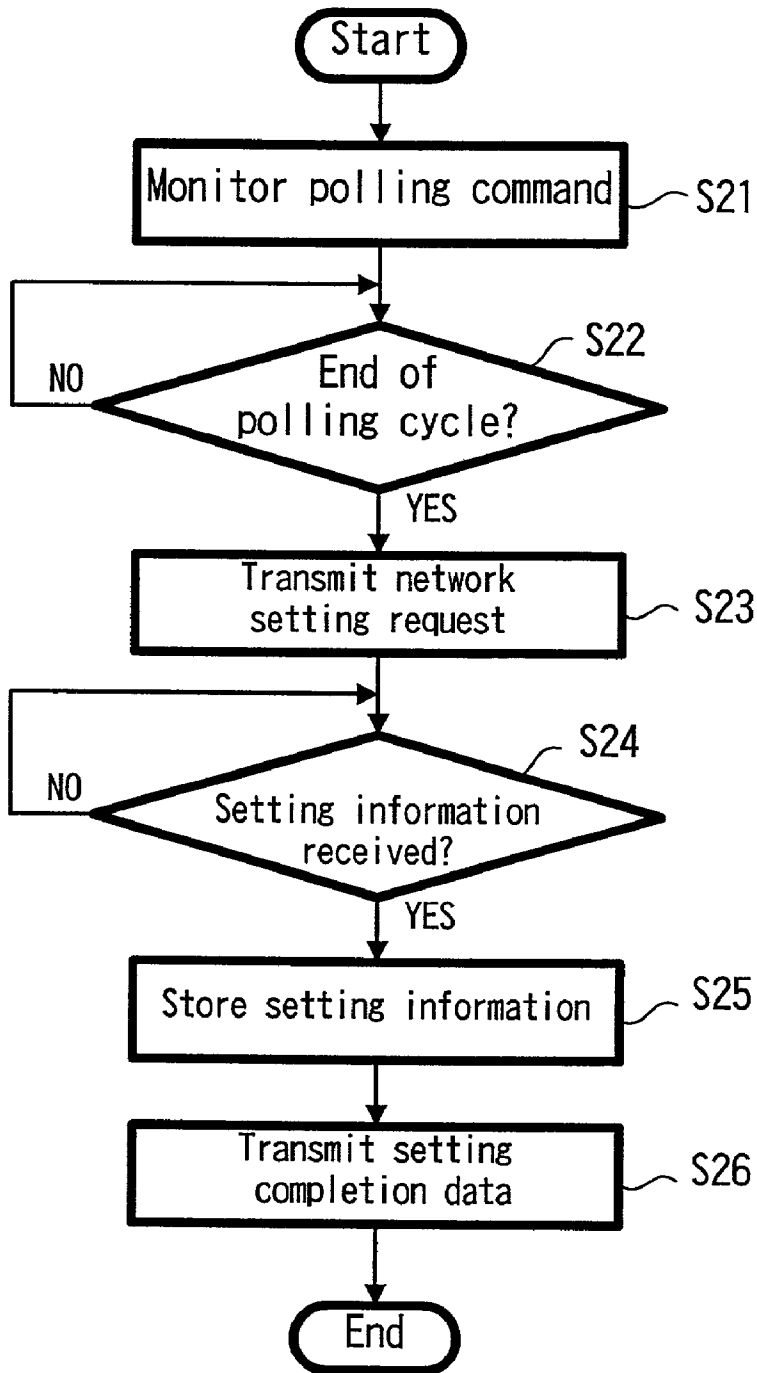 Start
Monitor polling command
S21
S22
End of
polling cycle?
NO
YES
Transmit network
setting request
S23
S24
NO
Setting information
received?
YES
Store setting information
S25
Transmit setting
completion data
S26
End